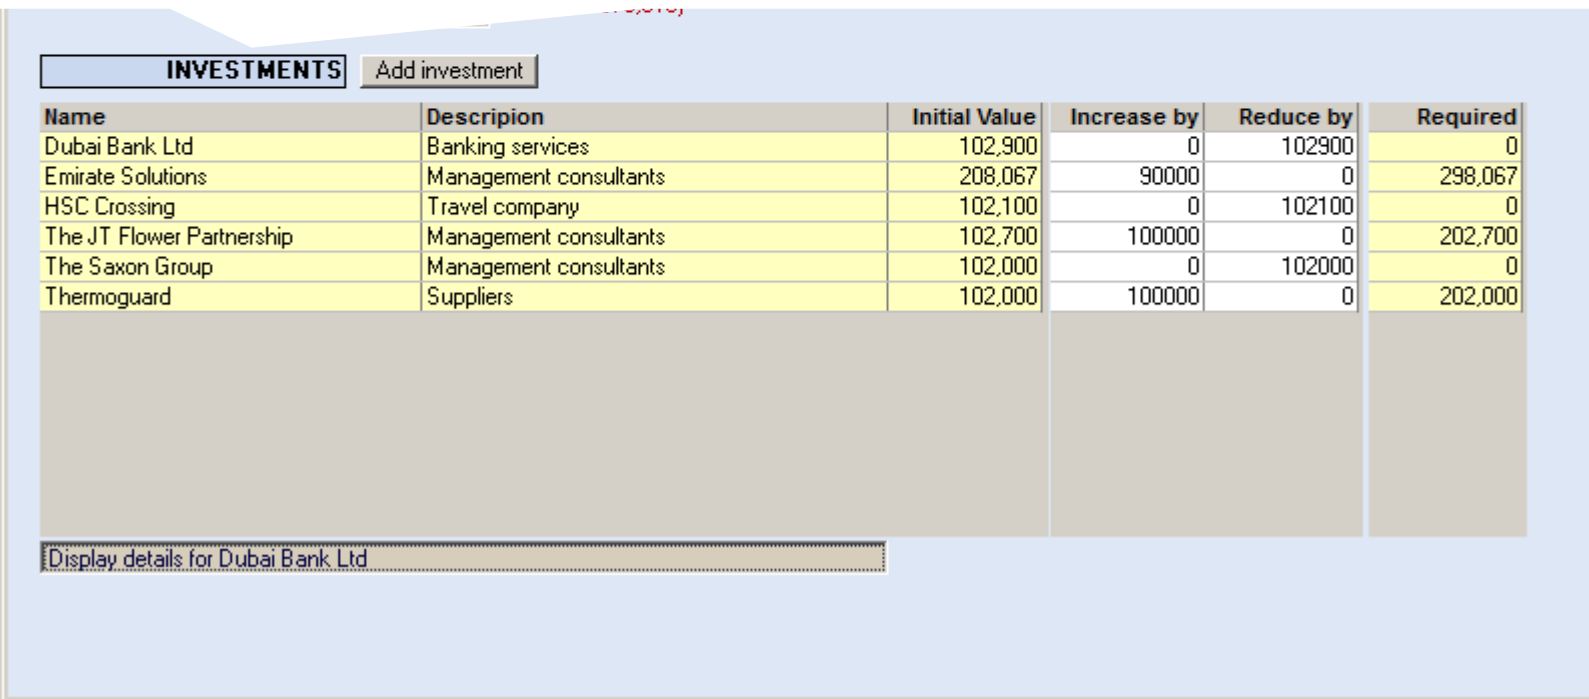 INVESTMENTS Add investment
Name Descripion Initial Value Increase by Reduce by Required
Dubai Bank Ltd Banking services 102,900 0 102900 0
Emirate Solutions Management consultants 208,067 90000 0 298,067
HSC Crossing Travel company 102,100 0 102100 0
The JT Flower Partnership Management consultants 102,700 100000 0 202,700
The Saxon Group Management consultants 102,000 0 102000 0
Thermoguard Suppliers 102,000 100000 0 202,000
Display details for Dubai Bank Ltd